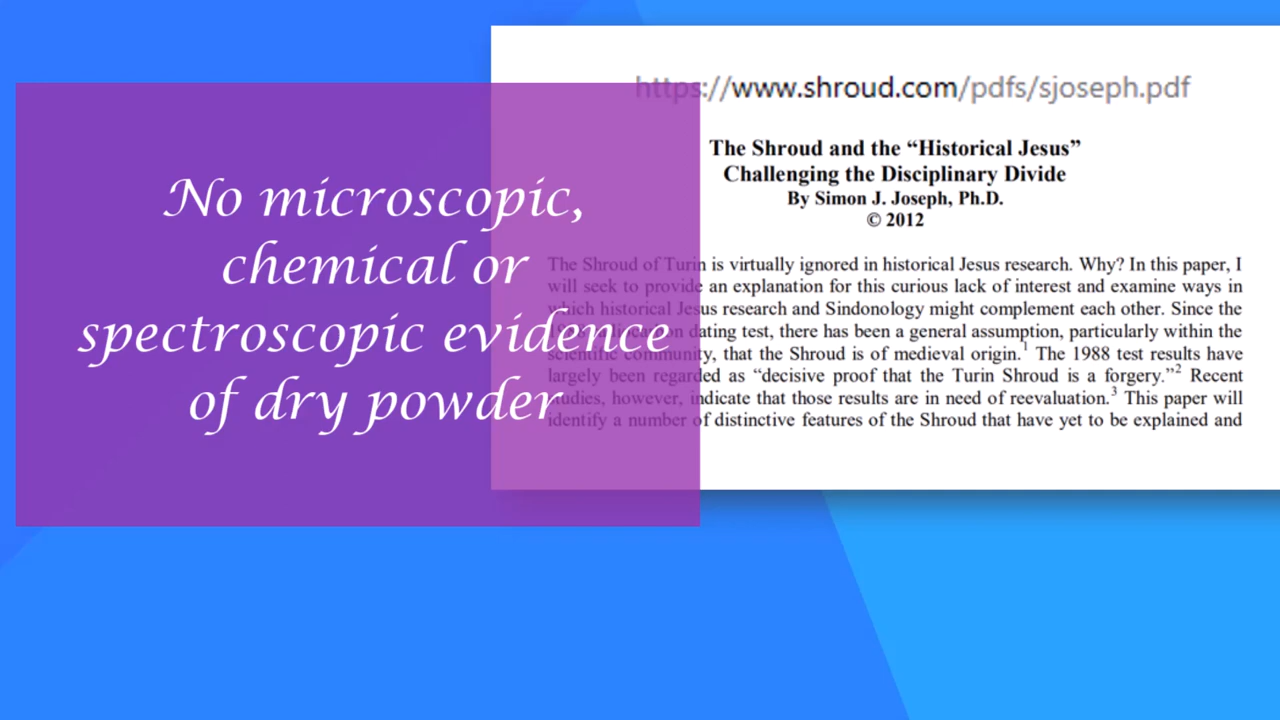 No microscopic,
chemical or
spectroscopic evidence
of dry powder
https://www.shroud.com/pdfs/sjoseph.pdf
The Shroud and the “Historical Jesus”
Challenging the Disciplinary Divide
By Simon J. Joseph, Ph.D.
© 2012
The Shroud of Turin is virtually ignored in historical Jesus research. Why? In this paper, I
will seek to provide an explanation for this curious lack of interest and examine ways in
which historical Jesus research and Sindonology might complement each other. Since the
dating test, there has been a general assumption, particularly within the
scientific community, that the Shroud is of medieval origin.1 The 1988 test results have
largely been regarded as “decisive proof that the Turin Shroud is a forgery.”2 Recent
studies, however, indicate that those results are in need of reevaluation.3 This paper will
identify a number of distinctive features of the Shroud that have yet to be explained and